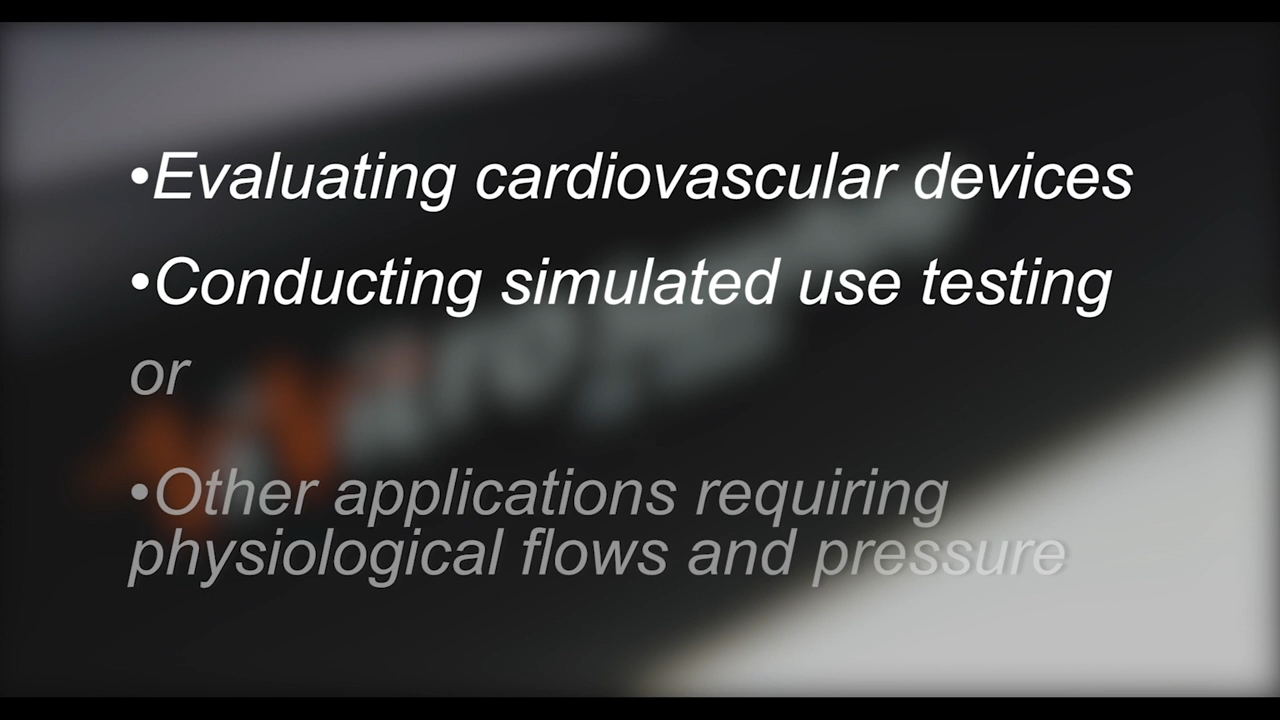 •Evaluating cardiovascular devices
•Conducting simulated use testing
or
•Other applications requiring
physiological flows and pressure